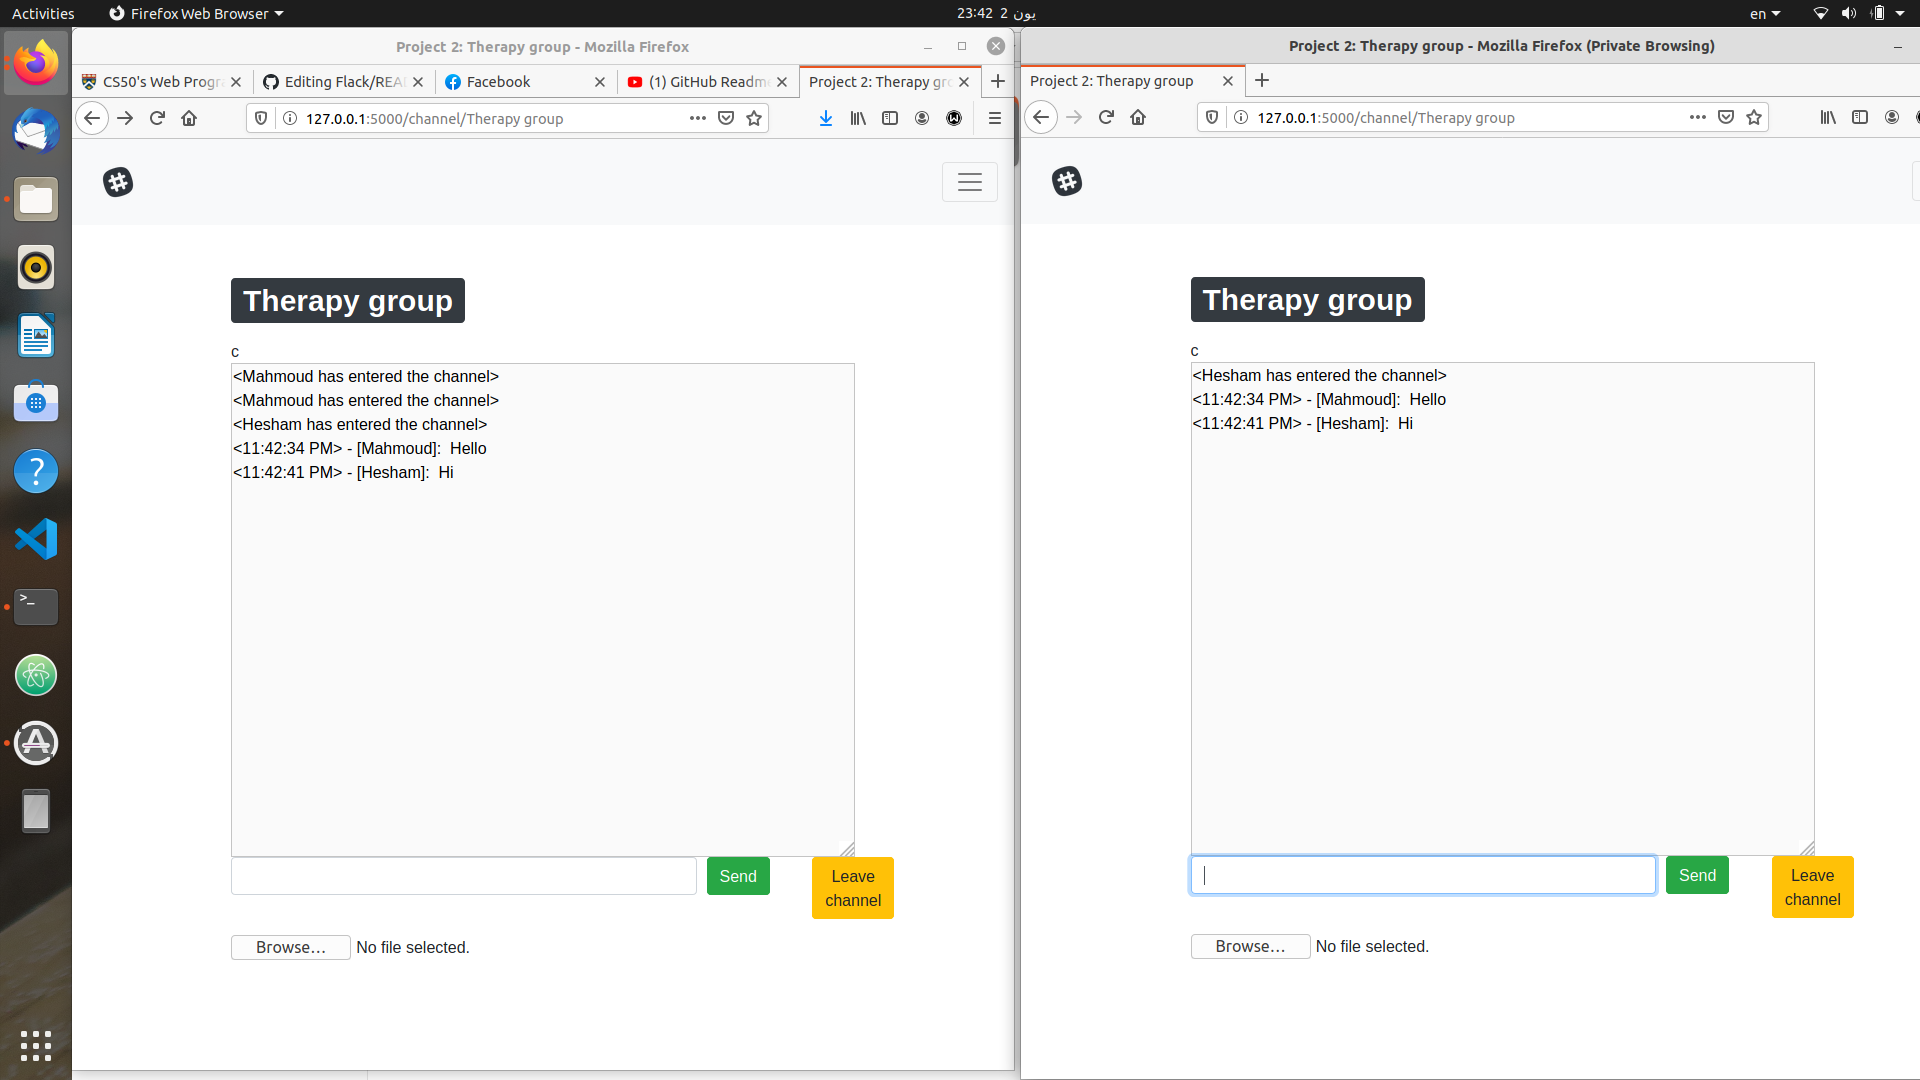 Activities
Firefox Web Browser
23:42 2 يون
en
Project 2: Therapy group - Mozilla Firefox
CS50's Web Progra
Editing Flack/REA
Facebook
(1) GitHub Readme
Project 2: Therapy gro
127.0.0.1:5000/channel/Therapy group
Therapy group
c
<Mahmoud has entered the channel>
<Mahmoud has entered the channel>
<Hesham has entered the channel>
<11:42:34 PM> - [Mahmoud]: Hello
<11:42:41 PM> - [Hesham]: Hi
Send
Leave
channel
Browse...
No file selected.
Project 2: Therapy group - Mozilla Firefox (Private Browsing)
Project 2: Therapy group
127.0.0.1:5000/channel/Therapy group
Therapy group
c
<Hesham has entered the channel>
<11:42:34 PM> - [Mahmoud]: Hello
<11:42:41 PM> - [Hesham]: Hi
Send
Leave
channel
Browse...
No file selected.